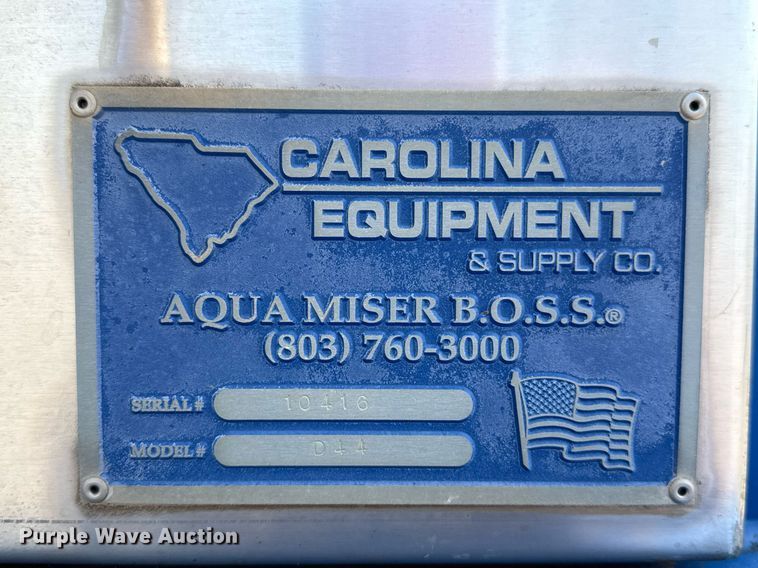 CAROLINA
EQUIPMENT
& SUPPLY CO.
AQUA MISER B.O.S.S.®
(803) 760-3000
SERIAL # 10416
MODEL # D44
Purple Wave Auction